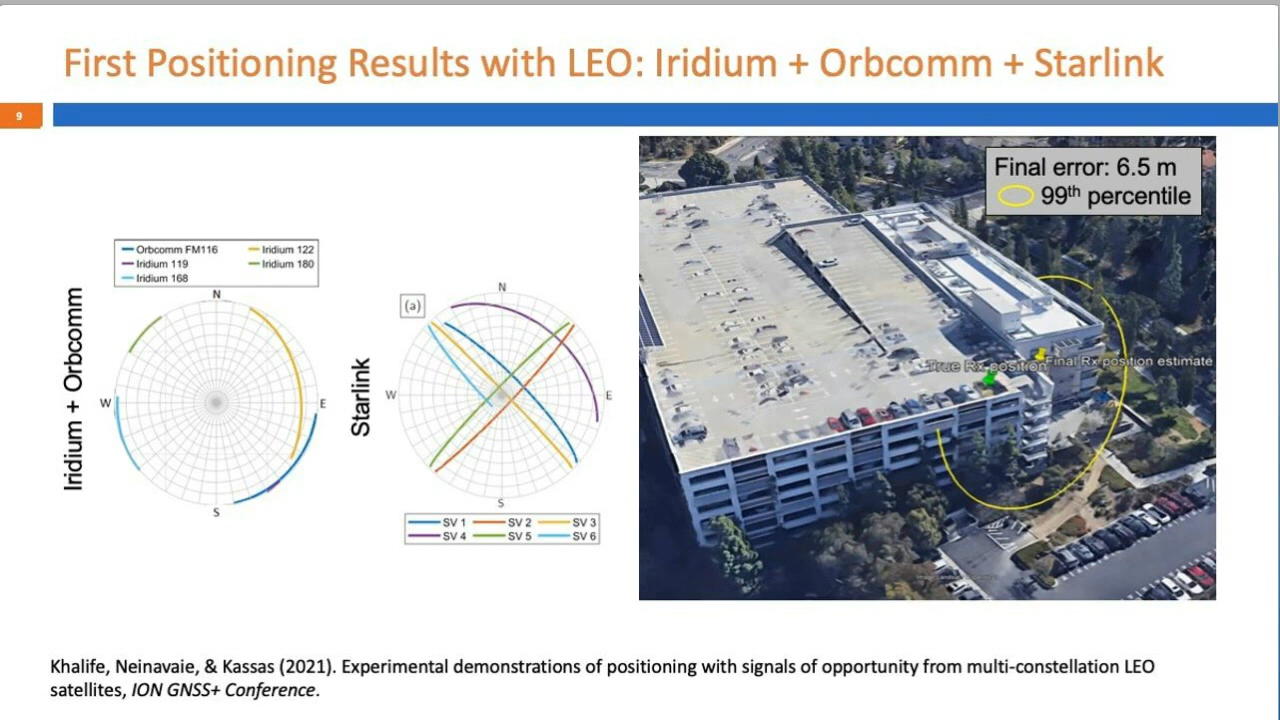 First Positioning Results with LEO: Iridium + Orbcomm + Starlink
9
Iridium + Orbcomm
Orbcomm FM116
Iridium 122
Iridium 119
Iridium 180
Iridium 168
N
W
E
S
Starlink
(a)
N
W
E
S
SV 1
SV 2
SV 3
SV 4
SV 5
SV 6
Final error: 6.5 m
99th percentile
True Rx position
Final Rx position estimate
Khalife, Neinavaie, & Kassas (2021). Experimental demonstrations of positioning with signals of opportunity from multi-constellation LEO
satellites, ION GNSS+ Conference.